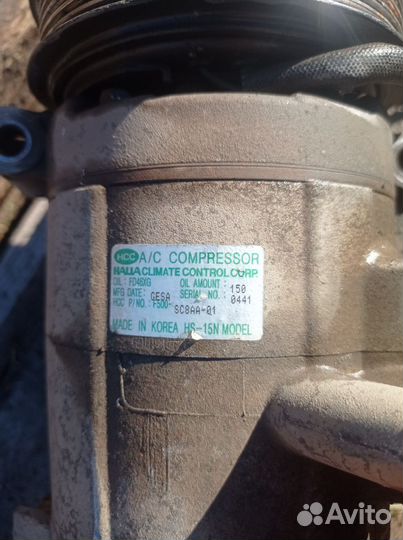 HCC A/C COMPRESSOR
HALLA CLIMATE CONTROL CORP.
OIL : FD46XG OIL AMOUNT : 150
MFG DATE: GESA SERIAL NO. : 0441
HCC P/NO. : F500-SC8AA-01
MADE IN KOREA HS-15N MODEL
Avito